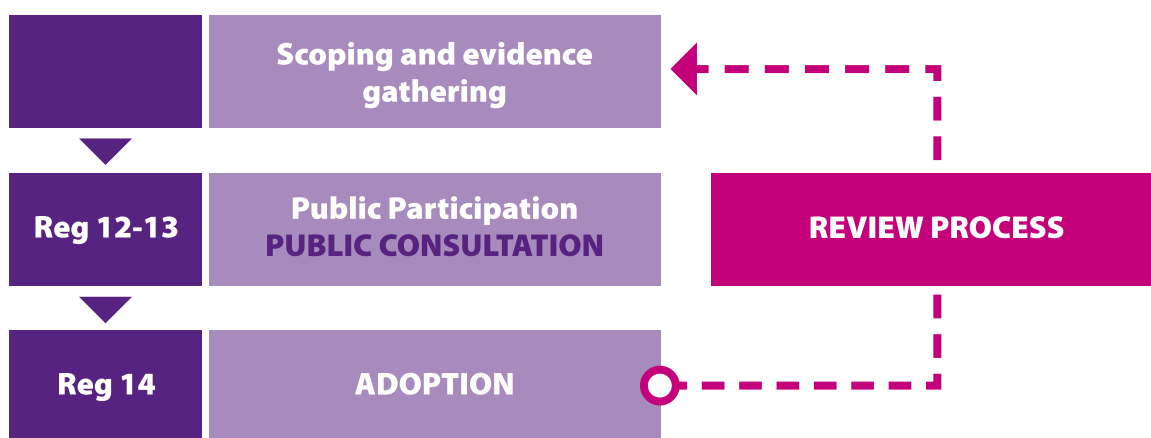 Scoping and evidence
gathering
Reg 12-13
Public Participation
PUBLIC CONSULTATION
REVIEW PROCESS
Reg 14
ADOPTION